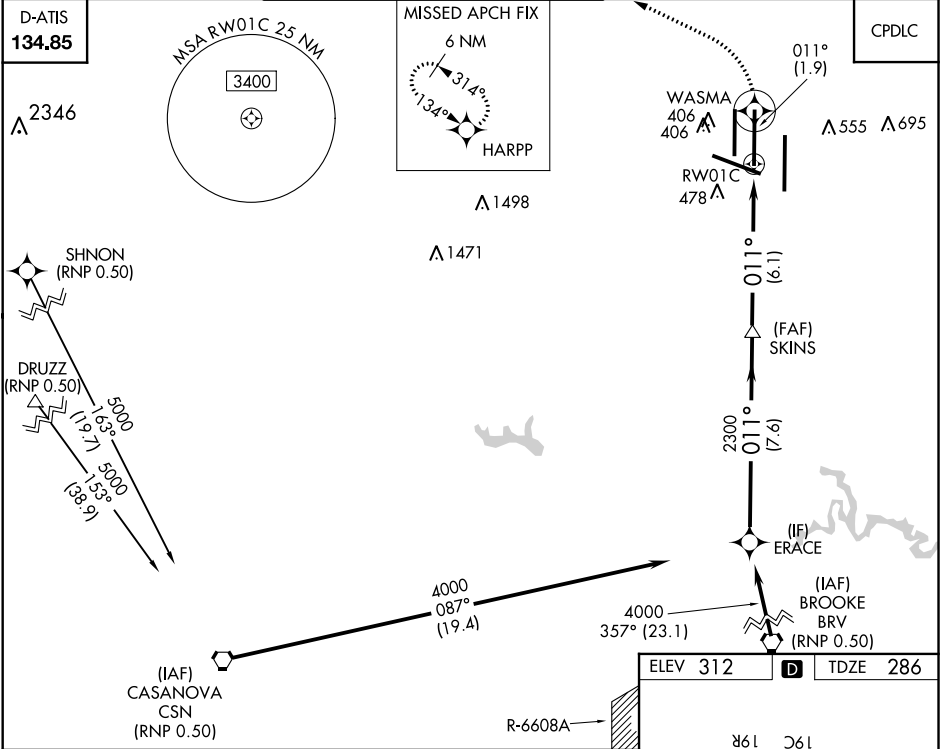 D-ATIS
134.85
MSA RW01C 25 NM
3400
MISSED APCH FIX
6 NM
314°
134°
HARPP
CPDLC
011°
(1.9)
2346
WASMA
406
406
555
695
RW01C
478
1498
1471
SHNON
(RNP 0.50)
011°
(6.1)
(FAF)
SKINS
DRUZZ
(RNP 0.50)
5000
163°
(19.7)
5000
153°
(38.9)
2300
011°
(7.6)
(IF)
ERACE
4000
087°
(19.4)
4000
357° (23.1)
(IAF)
BROOKE
BRV
(RNP 0.50)
(IAF)
CASANOVA
CSN
(RNP 0.50)
R-6608A
ELEV 312
D
TDZE 286
19R
19C